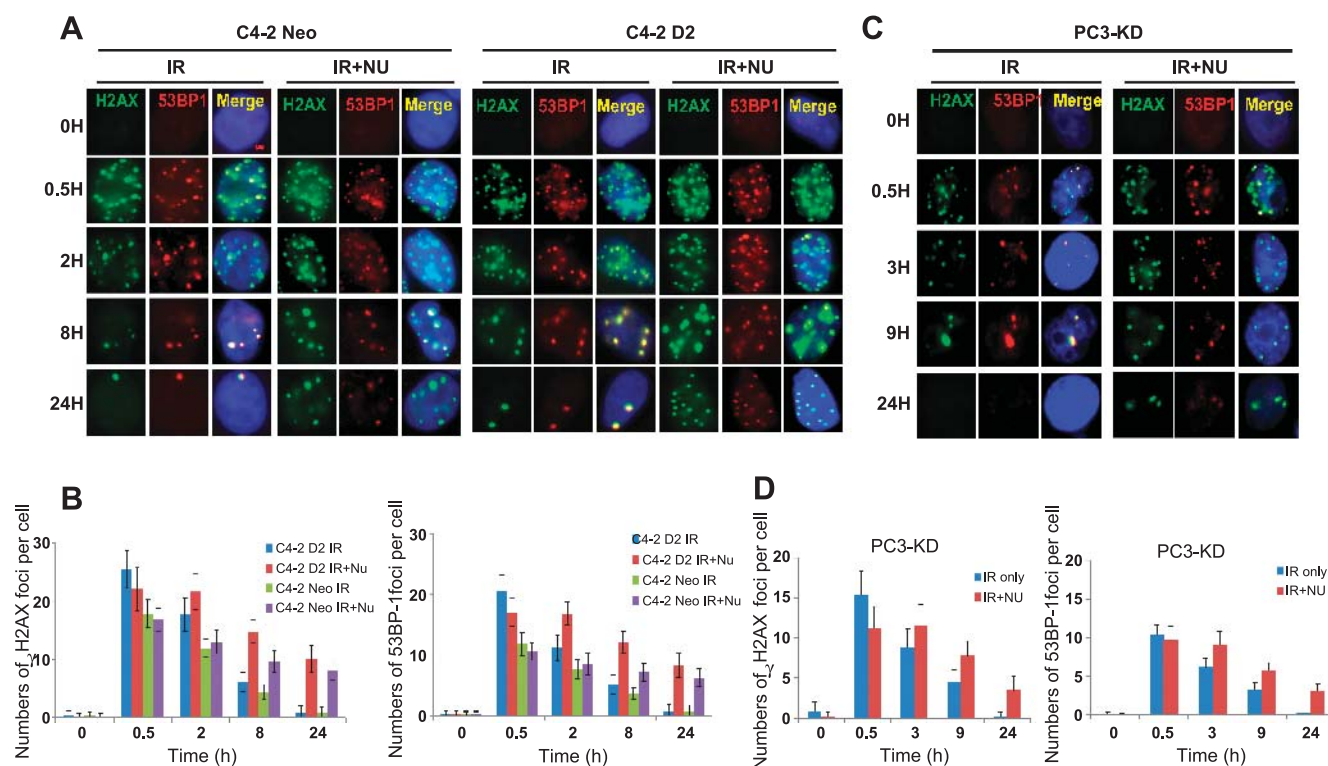 A
C4-2 Neo
C4-2 D2
IR
IR+NU
IR
IR+NU
H2AX 53BP1 Merge H2AX 53BP1 Merge H2AX 53BP1 Merge H2AX 53BP1 Merge
0H
0.5H
2H
8H
24H
C
PC3-KD
IR
IR+NU
H2AX 53BP1 Merge H2AX 53BP1 Merge
0H
0.5H
3H
9H
24H
B
Numbers of γH2AX foci per cell
30
20
10
0
0 0.5 2 8 24
Time (h)
C4-2 D2 IR
C4-2 D2 IR+Nu
C4-2 Neo IR
C4-2 Neo IR+Nu
Numbers of 53BP-1foci per cell
30
20
10
0
0 0.5 2 8 24
Time (h)
C4-2 D2 IR
C4-2 D2 IR+Nu
C4-2 Neo IR
C4-2 Neo IR+Nu
D
PC3-KD
Numbers of γH2AX foci per cell
20
15
10
5
0
0 0.5 3 9 24
Time (h)
IR only
IR+NU
PC3-KD
Numbers of 53BP-1foci per cell
20
15
10
5
0
0 0.5 3 9 24
Time (h)
IR only
IR+NU